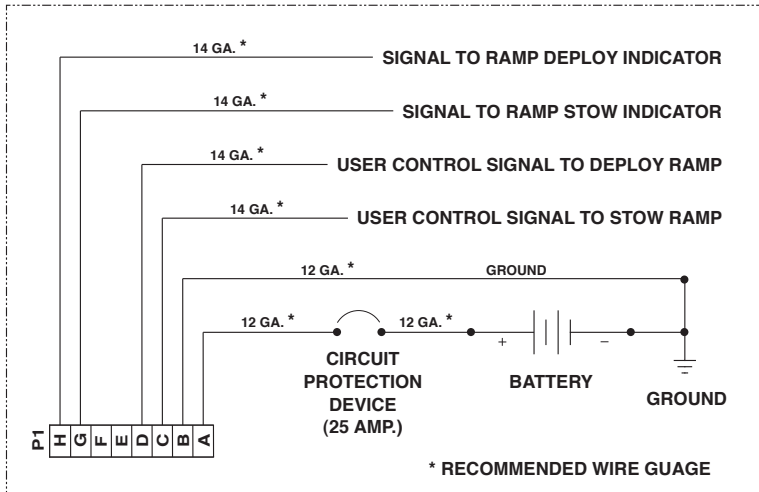 14 GA. *
SIGNAL TO RAMP DEPLOY INDICATOR
14 GA. *
SIGNAL TO RAMP STOW INDICATOR
14 GA. *
USER CONTROL SIGNAL TO DEPLOY RAMP
14 GA. *
USER CONTROL SIGNAL TO STOW RAMP
12 GA. *
GROUND
12 GA. *
12 GA. *
+
−
CIRCUIT
PROTECTION
DEVICE
(25 AMP.)
BATTERY
GROUND
P1
H G F E D C B A
* RECOMMENDED WIRE GUAGE